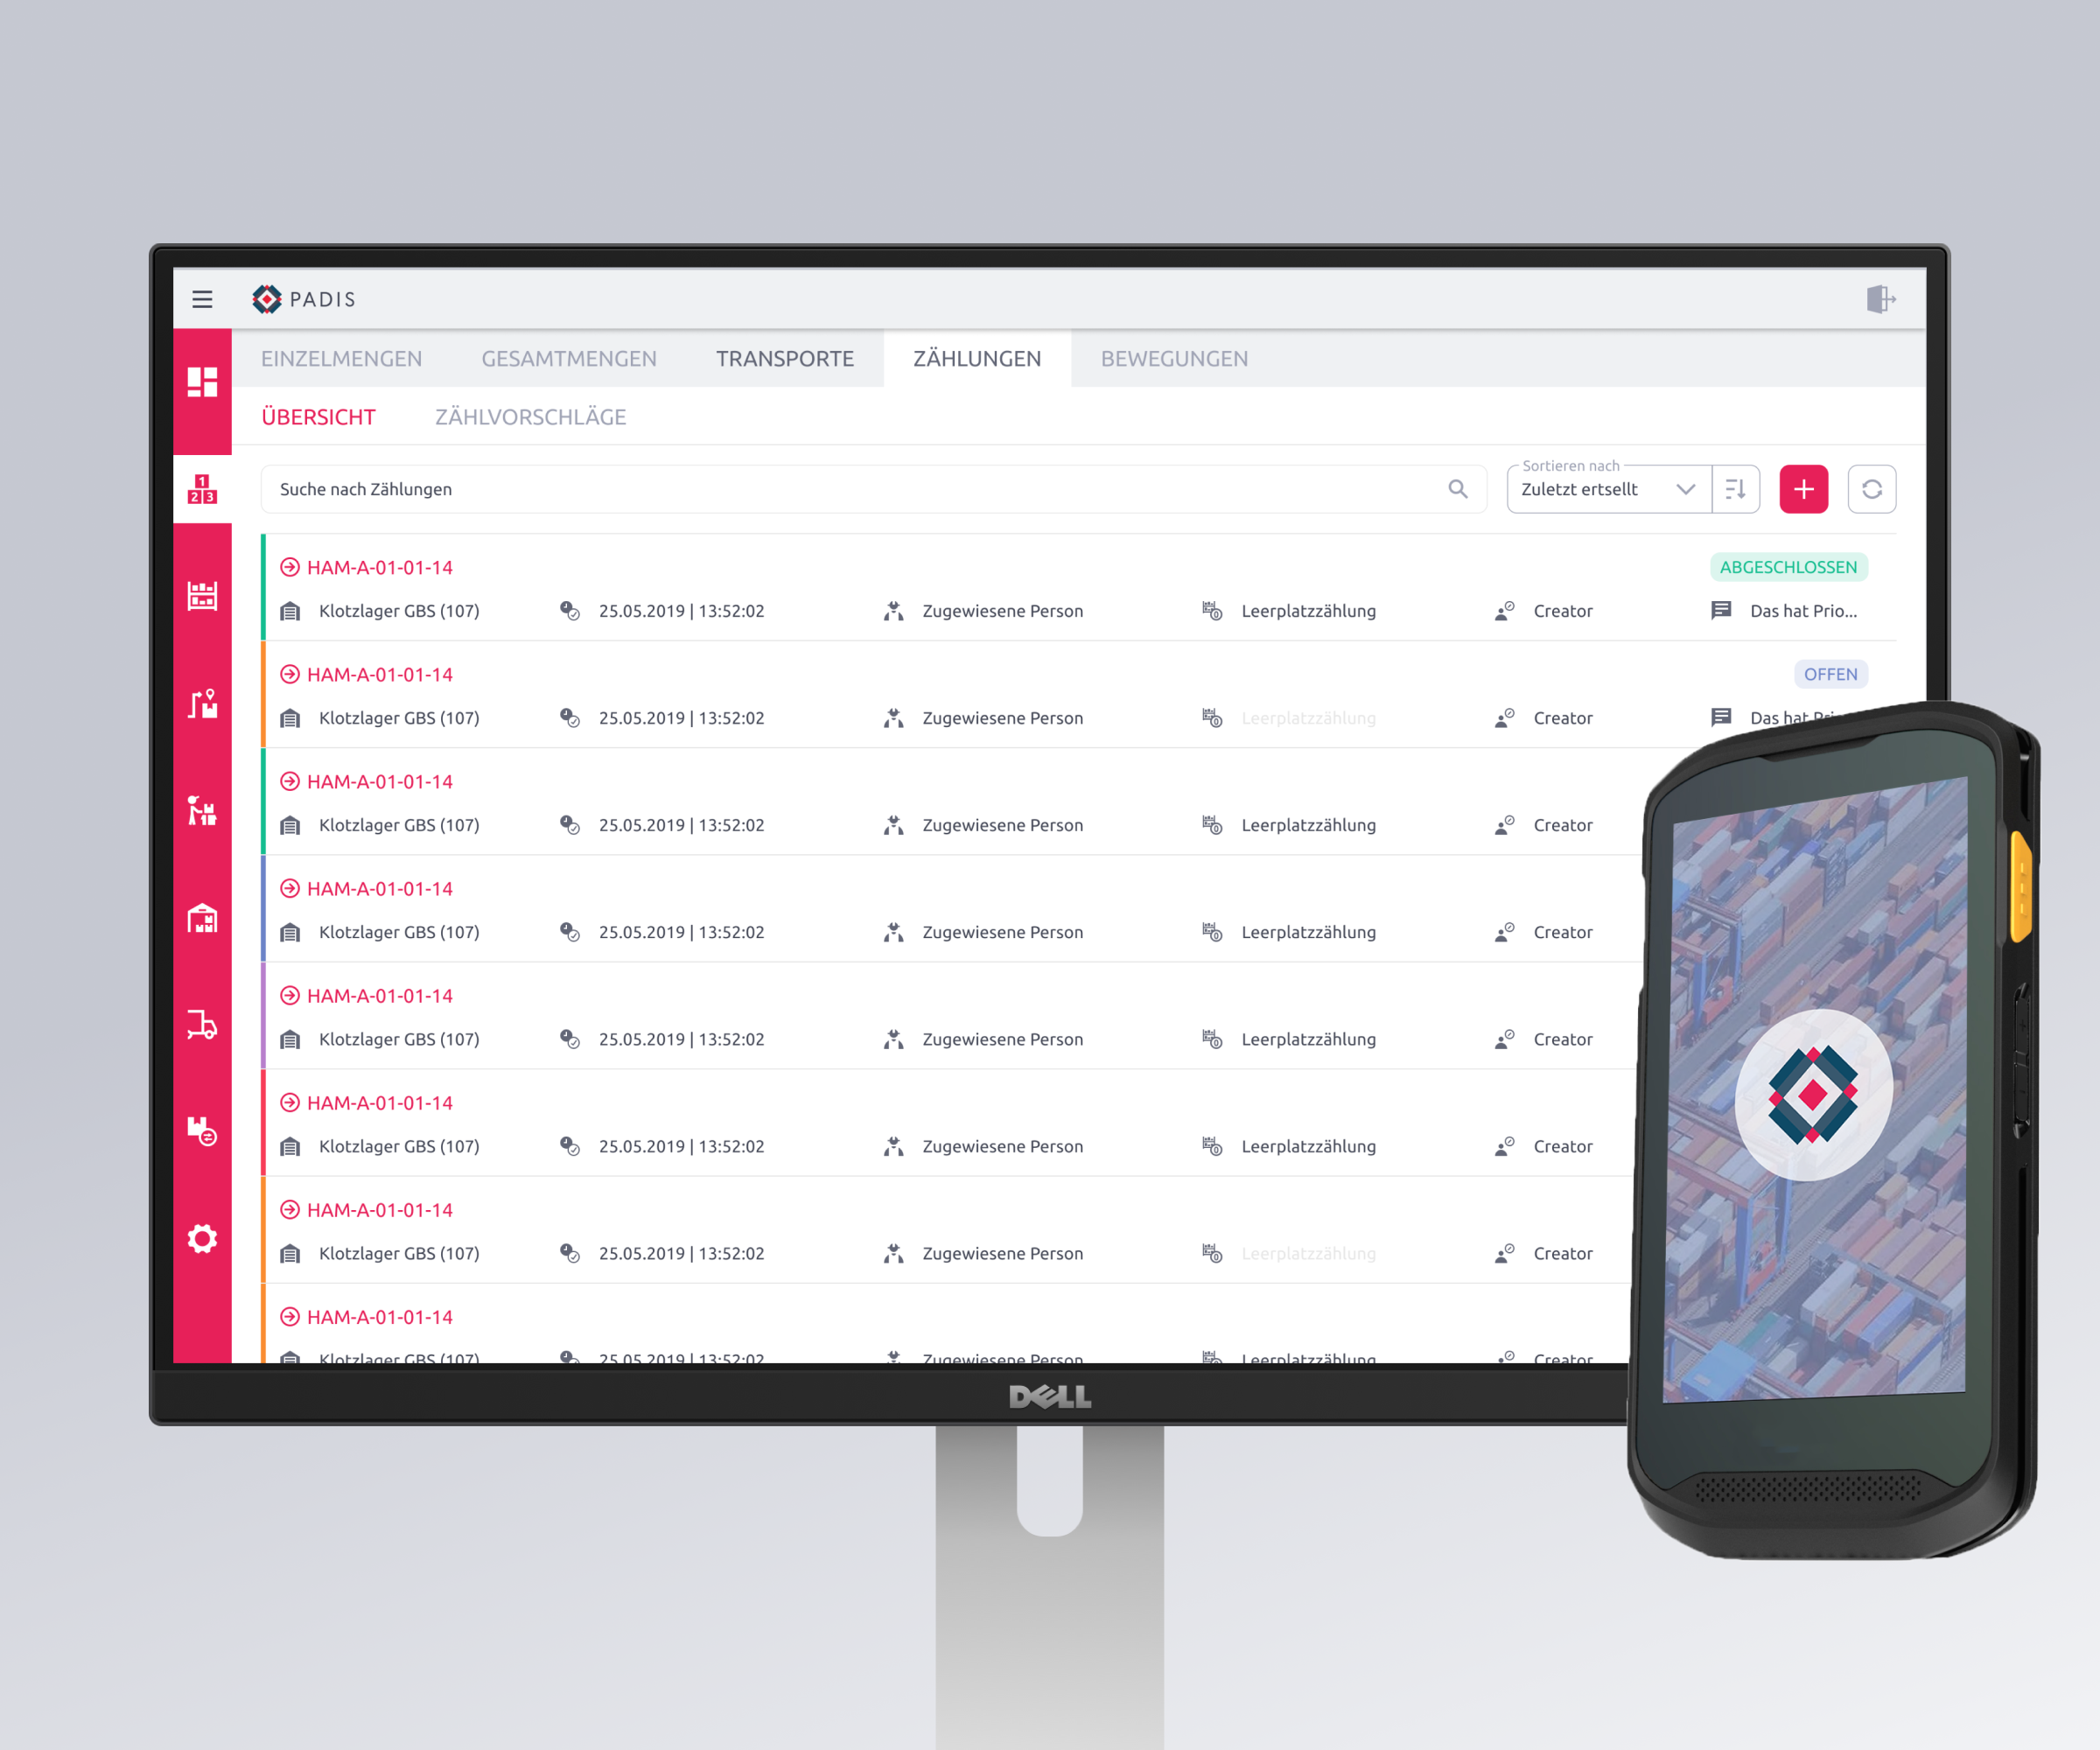 PADIS
EINZELMENGEN GESAMTMENGEN TRANSPORTE ZÄHLUNGEN BEWEGUNGEN
ÜBERSICHT ZÄHLVORSCHLÄGE
Sortieren nach
Suche nach Zählungen Zuletzt ertsellt
1
2 3
HAM-A-01-01-14 ABGESCHLOSSEN
Klotzlager GBS (107) 25.05.2019 | 13:52:02 Zugewiesene Person Leerplatzzählung Creator Das hat Prio...
HAM-A-01-01-14 OFFEN
Klotzlager GBS (107) 25.05.2019 | 13:52:02 Zugewiesene Person Leerplatzzählung Creator Das hat
HAM-A-01-01-14
Klotzlager GBS (107) 25.05.2019 | 13:52:02 Zugewiesene Person Leerplatzzählung Creator
HAM-A-01-01-14
Klotzlager GBS (107) 25.05.2019 | 13:52:02 Zugewiesene Person Leerplatzzählung Creator
HAM-A-01-01-14
Klotzlager GBS (107) 25.05.2019 | 13:52:02 Zugewiesene Person Leerplatzzählung Creator
HAM-A-01-01-14
Klotzlager GBS (107) 25.05.2019 | 13:52:02 Zugewiesene Person Leerplatzzählung Creator
HAM-A-01-01-14
Klotzlager GBS (107) 25.05.2019 | 13:52:02 Zugewiesene Person Leerplatzzählung Creator
HAM-A-01-01-14
Klotzlager GBS (107) 25.05.2019 | 13:52:02 Zugewiesene Person Leerplatzzählung Creator
DELL